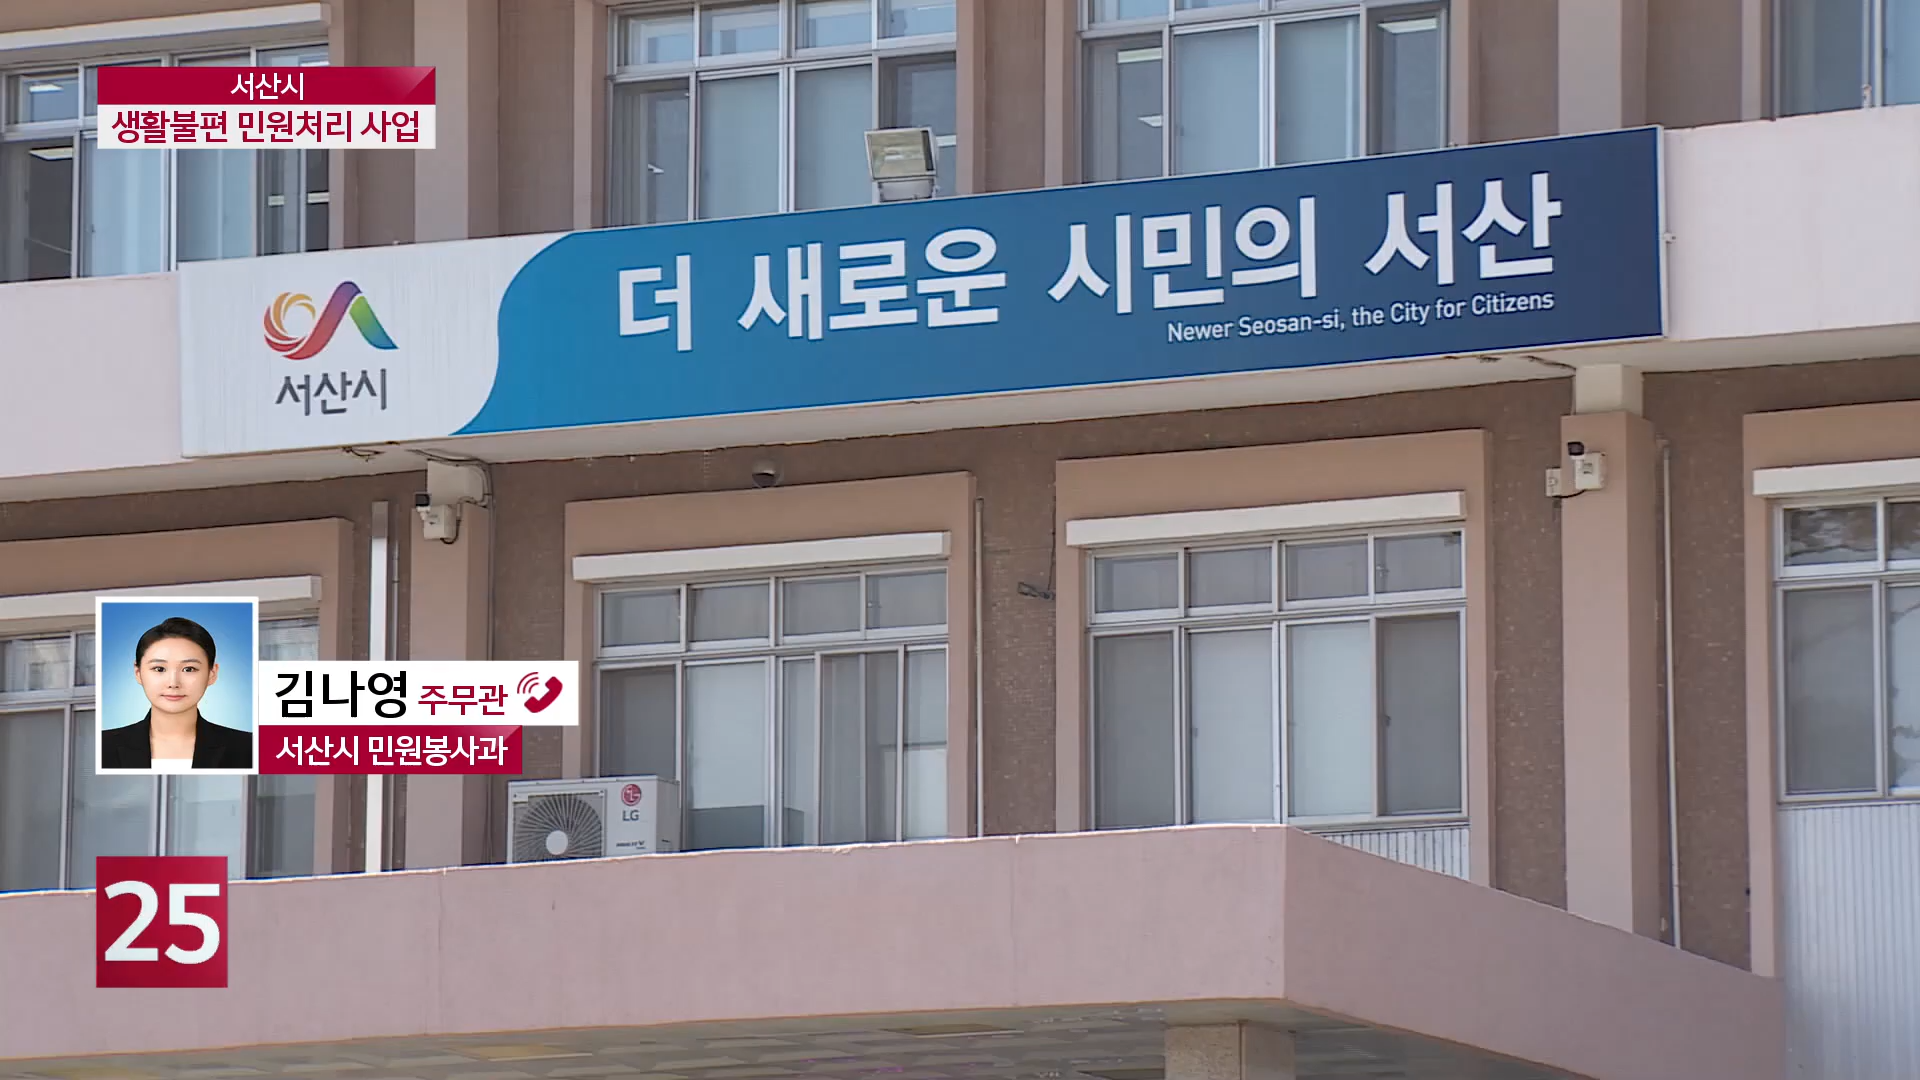 서산시
생활불편 민원처리 사업
서산시
더 새로운 시민의 서산
Newer Seosan-si, the City for Citizens
김나영 주무관
서산시 민원봉사과
LG
25